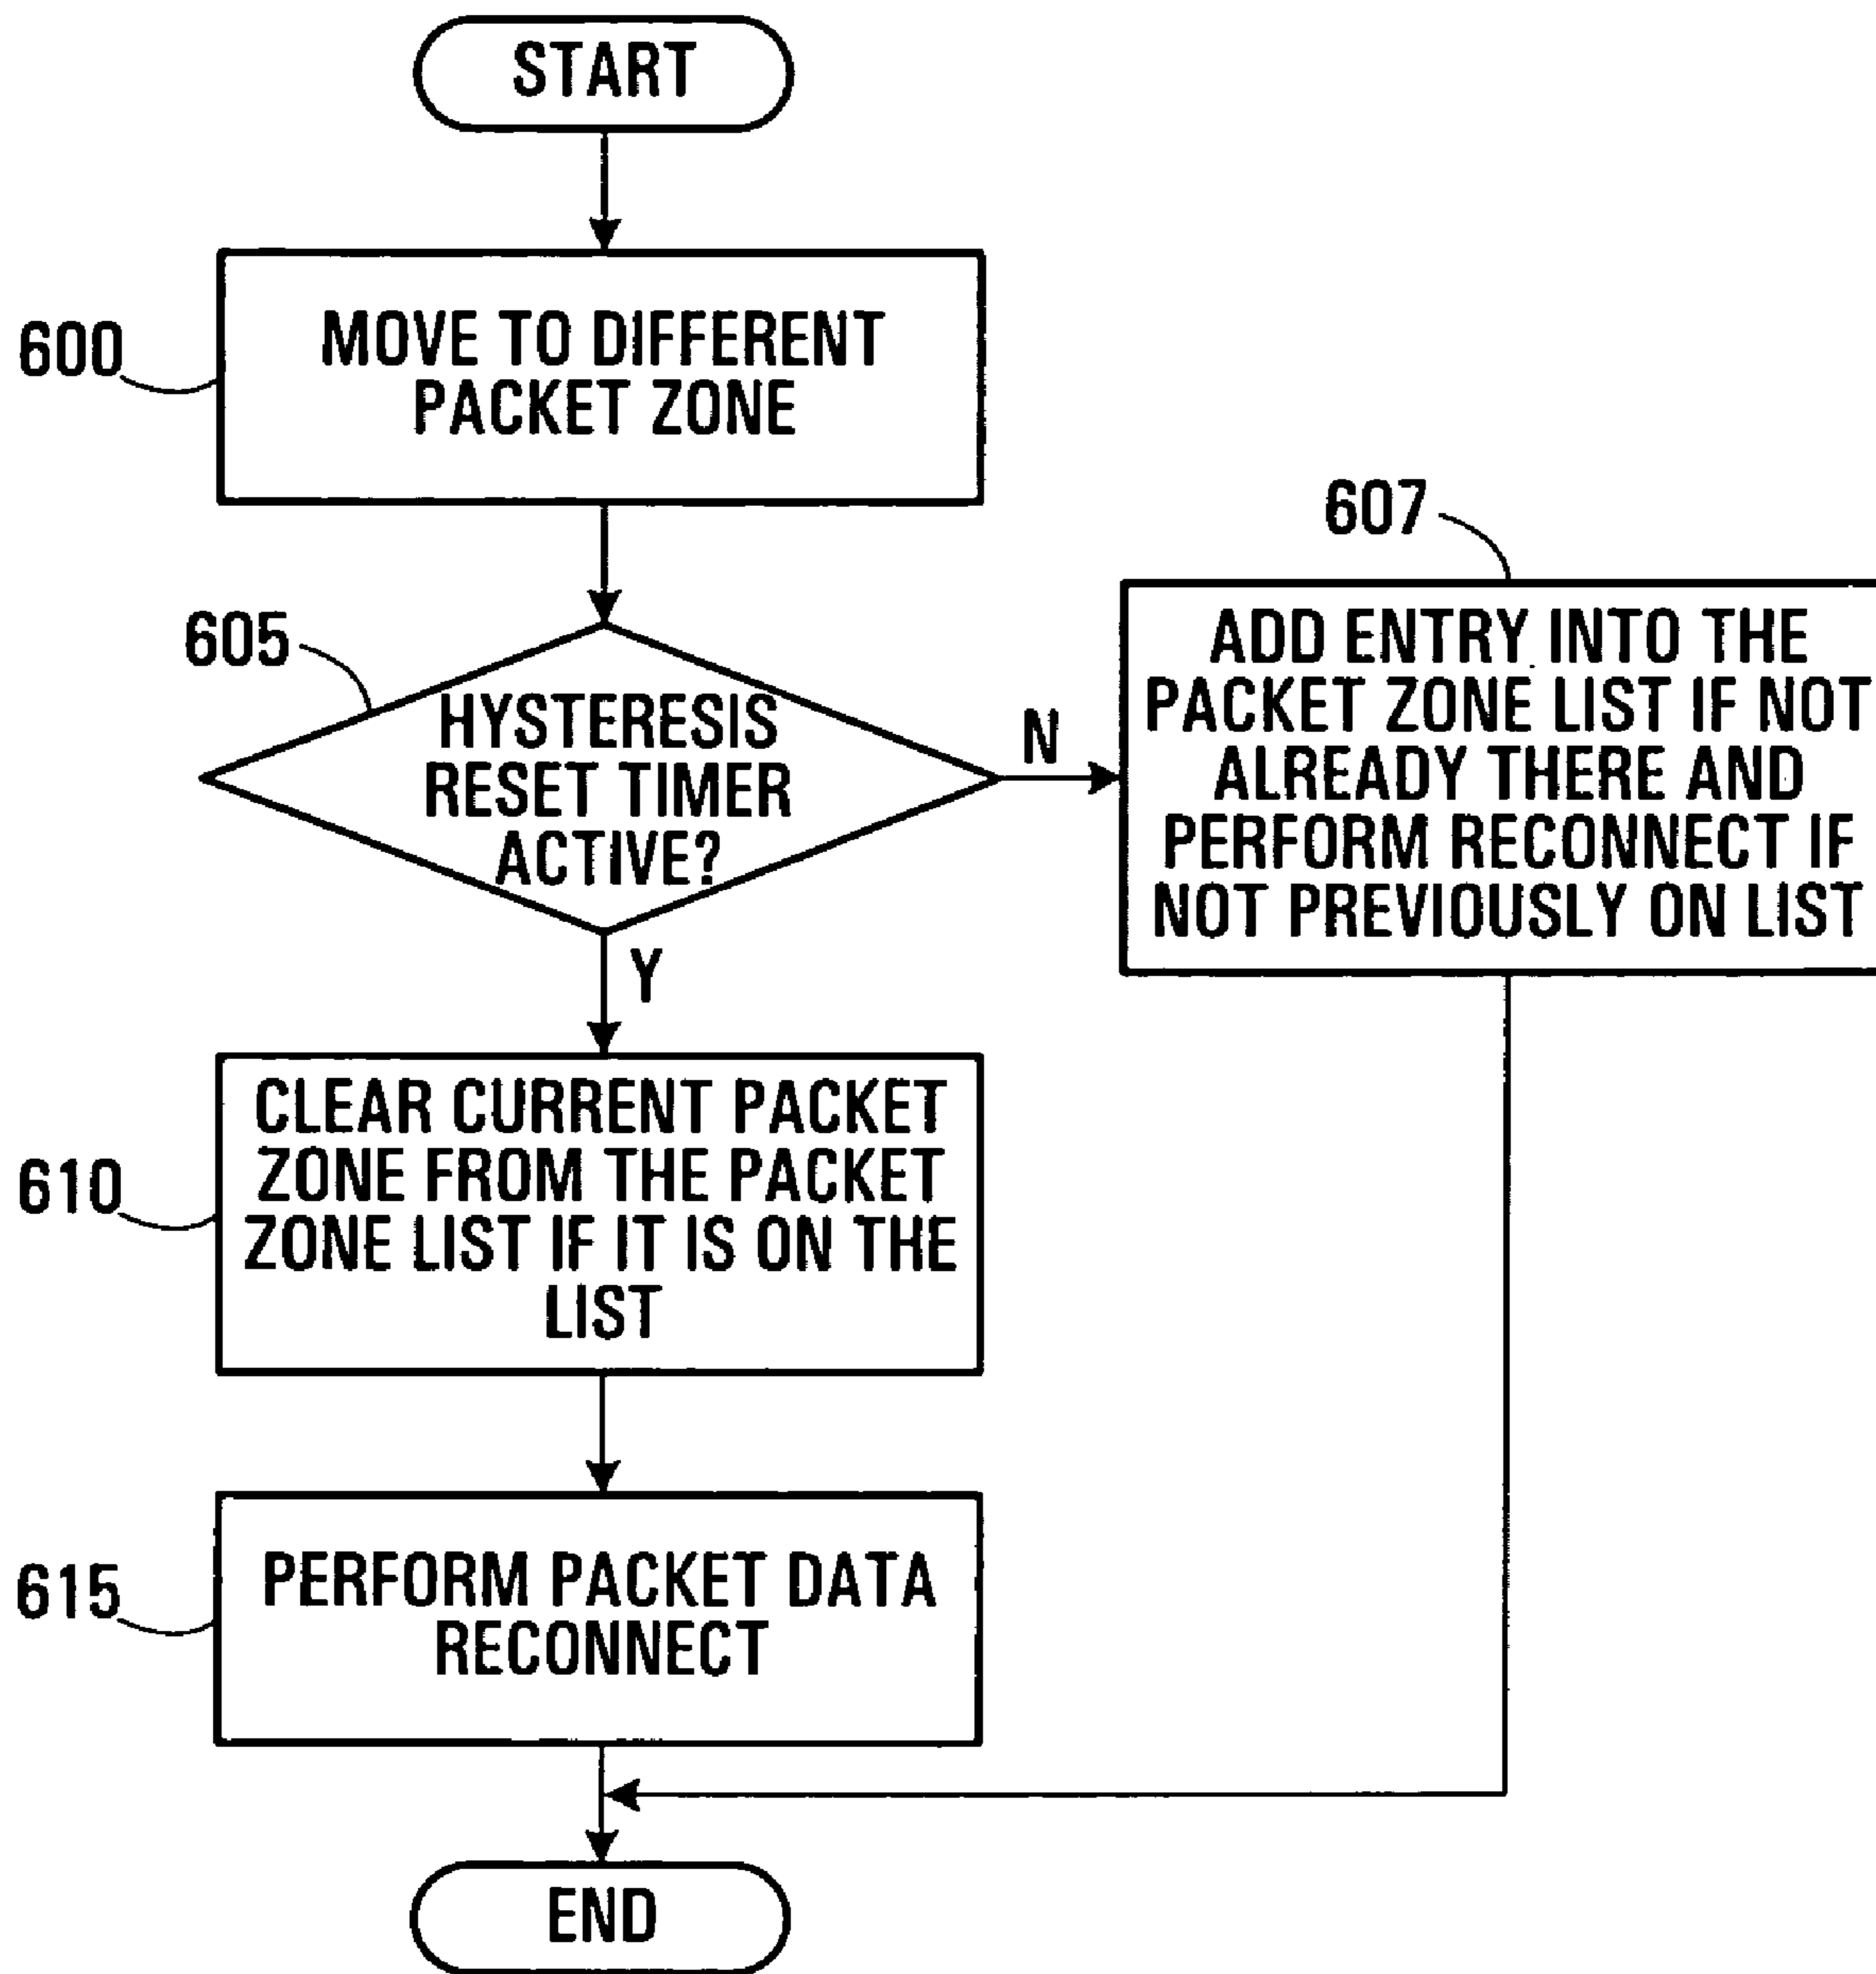 START
600
MOVE TO DIFFERENT
PACKET ZONE
605
HYSTERESIS
RESET TIMER
ACTIVE?
N
607
ADD ENTRY INTO THE
PACKET ZONE LIST IF NOT
ALREADY THERE AND
PERFORM RECONNECT IF
NOT PREVIOUSLY ON LIST
Y
610
CLEAR CURRENT PACKET
ZONE FROM THE PACKET
ZONE LIST IF IT IS ON THE
LIST
615
PERFORM PACKET DATA
RECONNECT
END